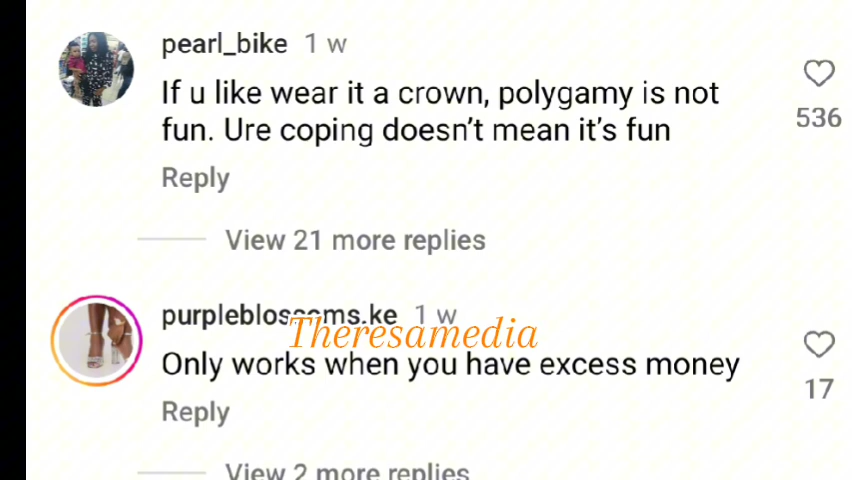 pearl_bike 1 w
If u like wear it a crown, polygamy is not
fun. Ure coping doesn't mean it's fun
536
Reply
View 21 more replies
purpleblossoms.ke 1 w
Theresamedia
Only works when you have excess money
17
Reply
View 2 more replies